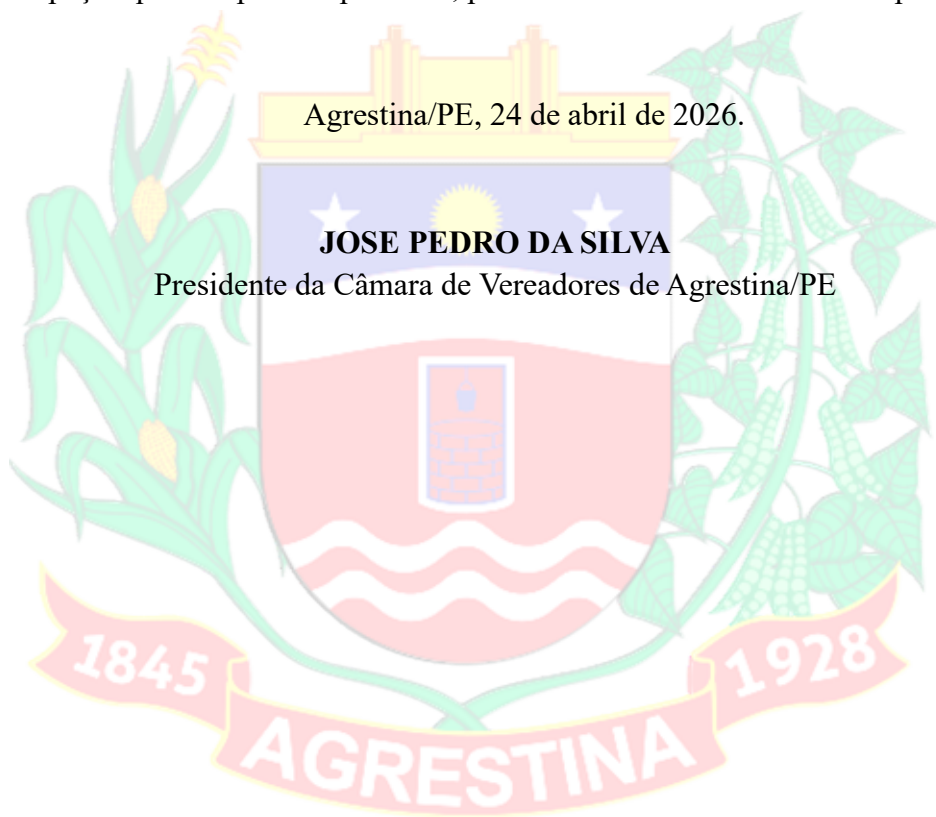 Agrestina/PE, 24 de abril de 2026.
JOSE PEDRO DA SILVA
Presidente da Câmara de Vereadores de Agrestina/PE
1845
1928
AGRESTINA